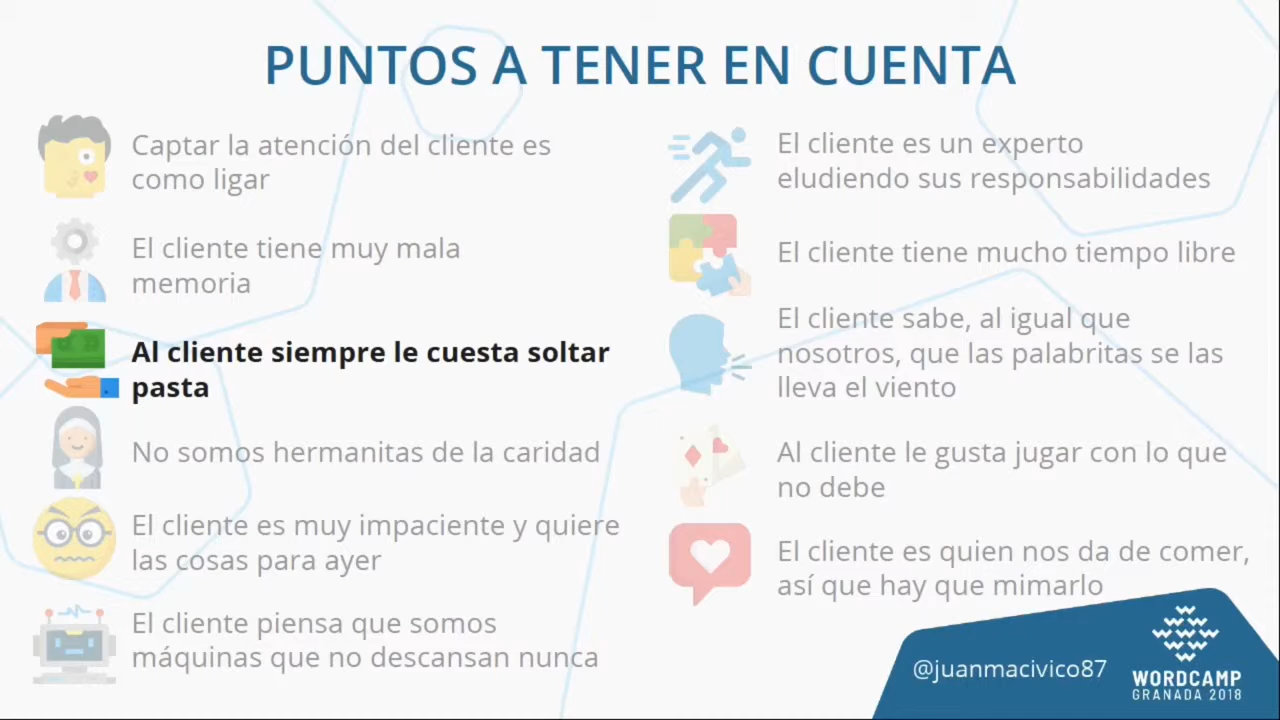 PUNTOS A TENER EN CUENTA
Captar la atención del cliente es
como ligar
El cliente tiene muy mala
memoria
Al cliente siempre le cuesta soltar
pasta
No somos hermanitas de la caridad
El cliente es muy impaciente y quiere
las cosas para ayer
El cliente piensa que somos
máquinas que no descansan nunca
El cliente es un experto
eludiendo sus responsabilidades
El cliente tiene mucho tiempo libre
El cliente sabe, al igual que
nosotros, que las palabritas se las
lleva el viento
Al cliente le gusta jugar con lo que
no debe
El cliente es quien nos da de comer,
así que hay que mimarlo
@juanmacivico87
WORDCAMP
GRANADA 2018